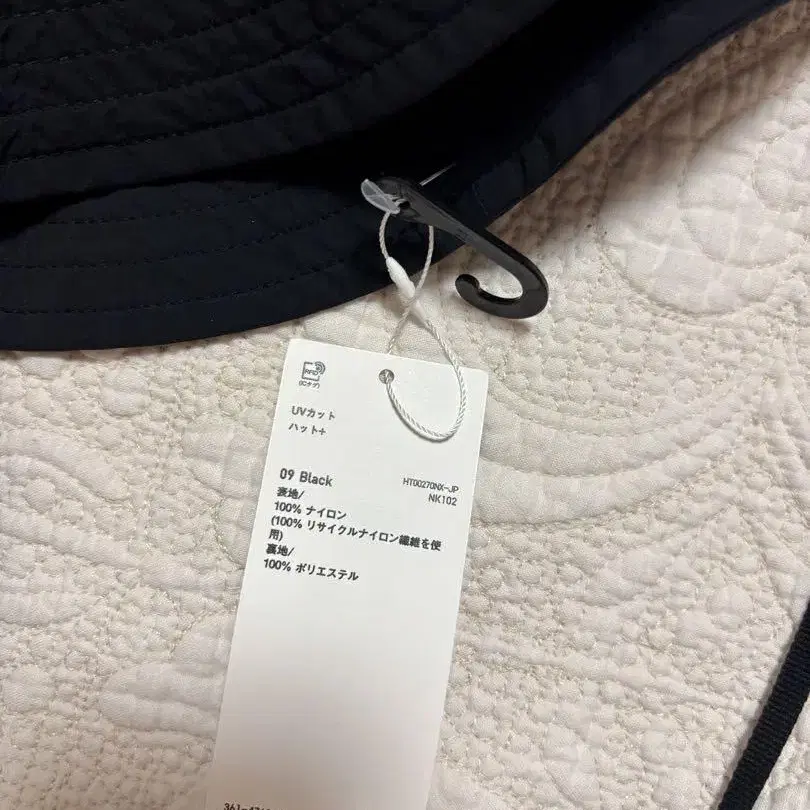 RFID
(ICタグ)
UVカット
ハット+
09 Black
HT00270NX-JP
NK102
表地/
100% ナイロン
(100% リサイクルナイロン繊維を使
用)
裏地/
100% ポリエステル